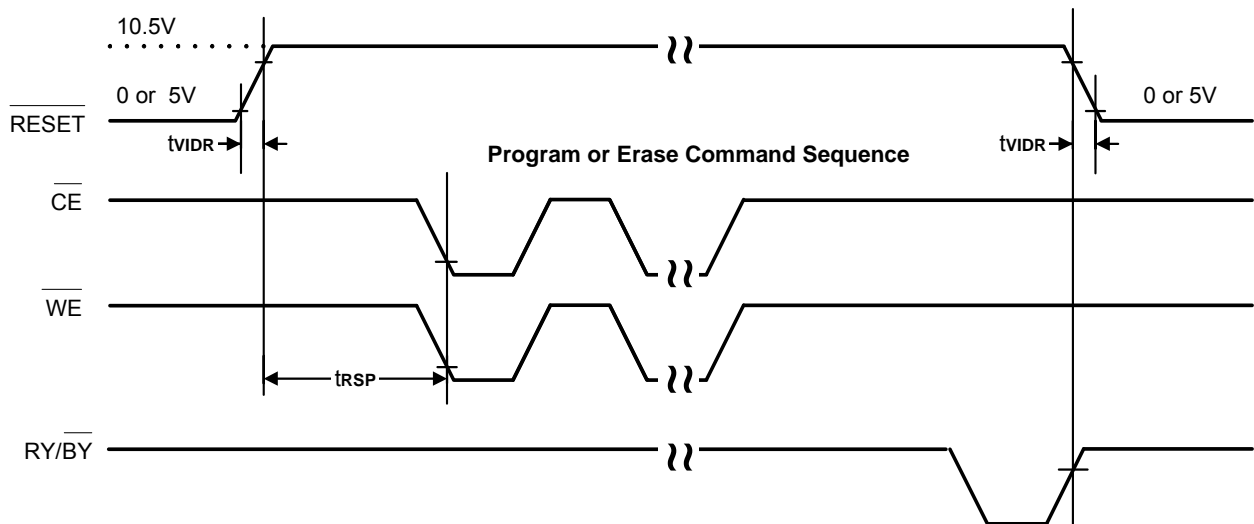 10.5V
0 or 5V
0 or 5V
RESET
tVIDR
tVIDR
Program or Erase Command Sequence
CE
WE
tRSP
RY/BY